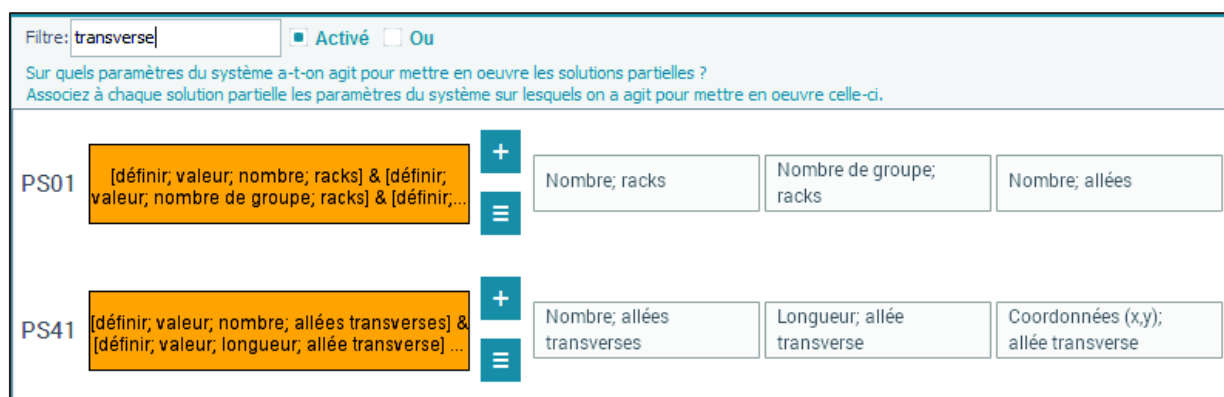 Filtre: transverse Activé Ou
Sur quels paramètres du système a-t-on agit pour mettre en oeuvre les solutions partielles ?
Associez à chaque solution partielle les paramètres du système sur lesquels on a agit pour mettre en oeuvre celle-ci.
PS01
[définir; valeur; nombre; racks] & [définir;
valeur; nombre de groupe; racks] & [définir;...
+
≡
Nombre; racks
Nombre de groupe;
racks
Nombre; allées
PS41
[définir; valeur; nombre; allées transverses] &
[définir; valeur; longueur; allée transverse] ...
+
≡
Nombre; allées
transverses
Longueur; allée
transverse
Coordonnées (x,y);
allée transverse